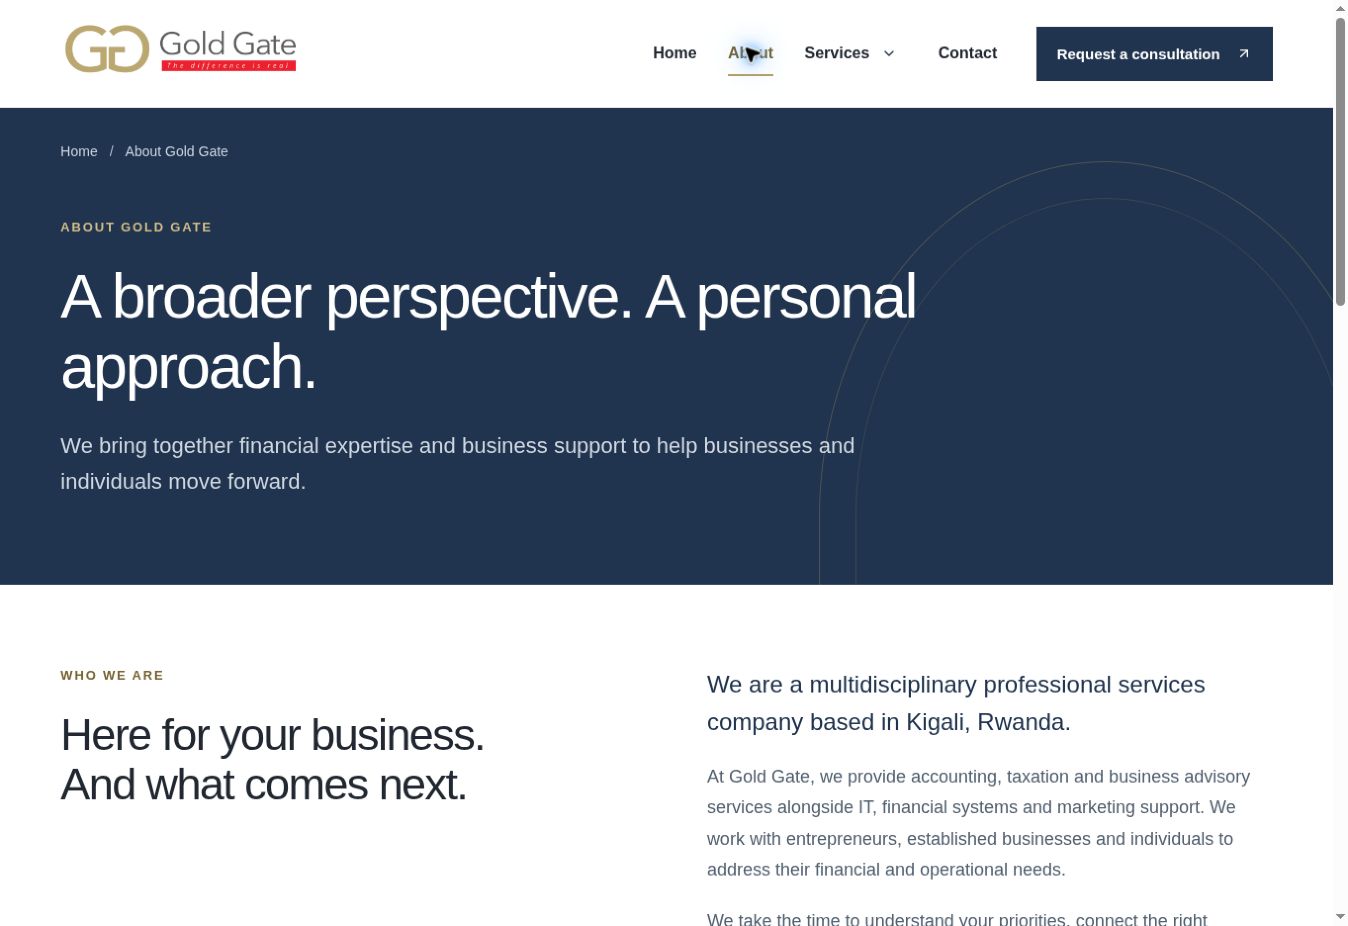 Gold Gate
The difference is real
Home
About
Services
Contact
Request a consultation
Home / About Gold Gate
ABOUT GOLD GATE
A broader perspective. A personal
approach.
We bring together financial expertise and business support to help businesses and
individuals move forward.
WHO WE ARE
Here for your business.
And what comes next.
We are a multidisciplinary professional services
company based in Kigali, Rwanda.
At Gold Gate, we provide accounting, taxation and business advisory
services alongside IT, financial systems and marketing support. We
work with entrepreneurs, established businesses and individuals to
address their financial and operational needs.
We take the time to understand your priorities, connect the right